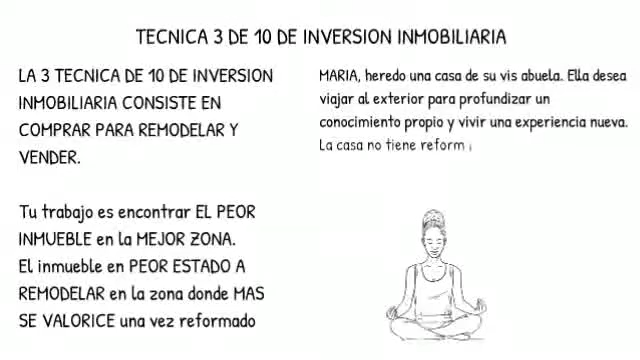 TECNICA 3 DE 10 DE INVERSION INMOBILIARIA
LA 3 TECNICA DE 10 DE INVERSION
INMOBILIARIA CONSISTE EN
COMPRAR PARA REMODELAR Y
VENDER.
Tu trabajo es encontrar EL PEOR
INMUEBLE en la MEJOR ZONA.
El inmueble en PEOR ESTADO A
REMODELAR en la zona donde MAS
SE VALORICE una vez reformado
MARIA, heredo una casa de su vis abuela. Ella desea
viajar al exterior para profundizar un
conocimiento propio y vivir una experiencia nueva.
La casa no tiene reform